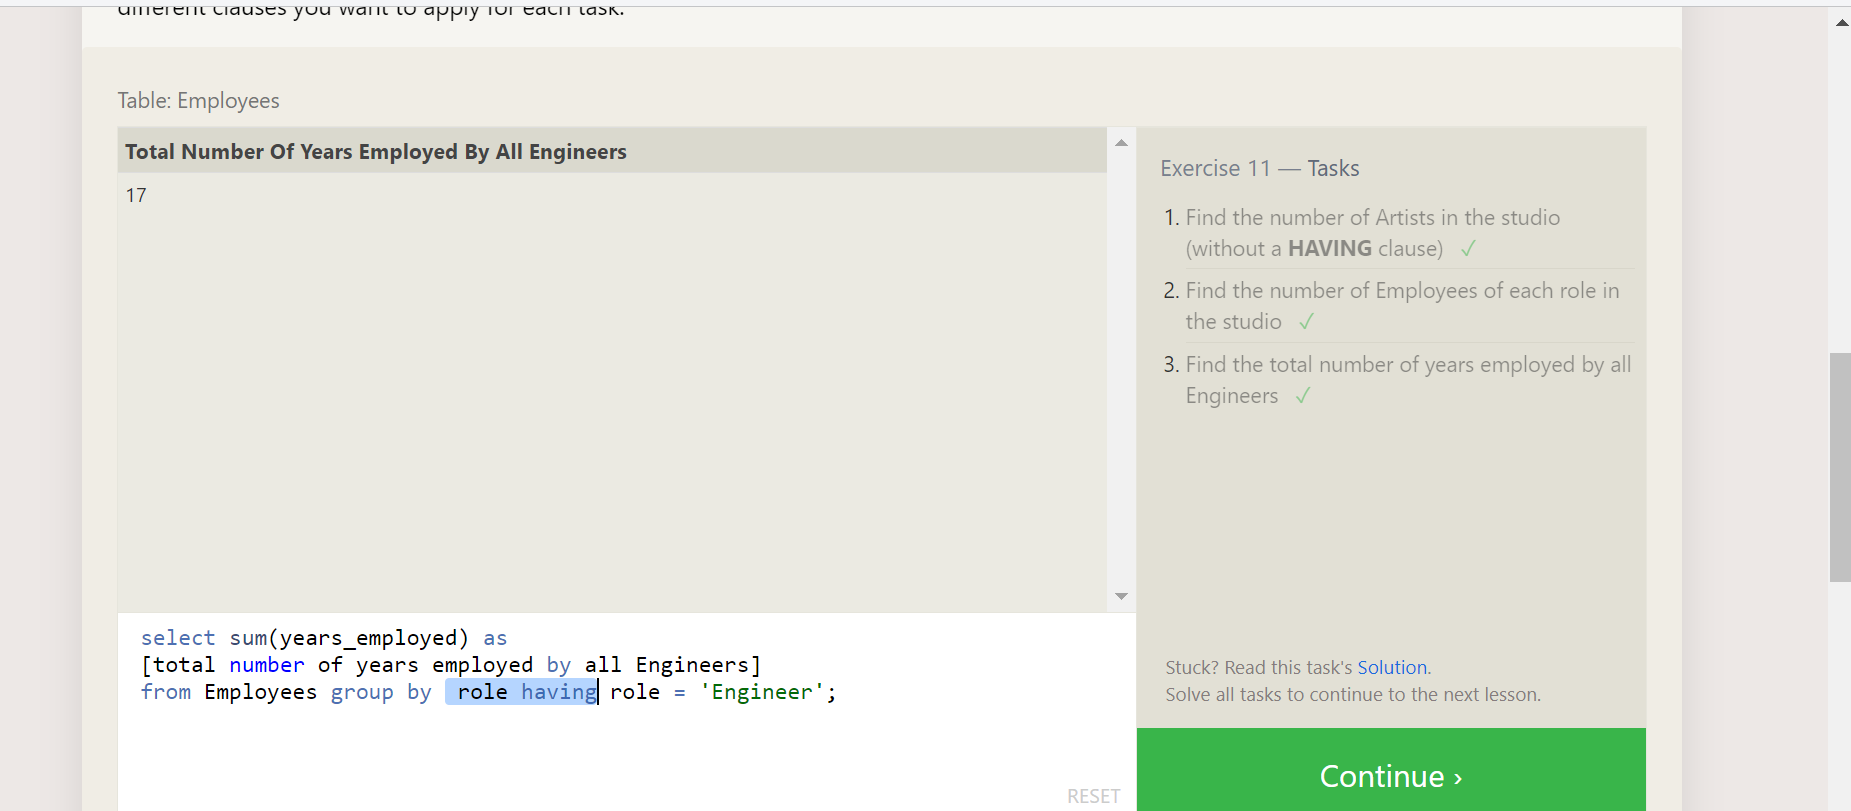 different clauses you want to apply for each task.
Table: Employees
Total Number Of Years Employed By All Engineers
17
Exercise 11 — Tasks
1. Find the number of Artists in the studio
(without a HAVING clause) ✓
2. Find the number of Employees of each role in
the studio ✓
3. Find the total number of years employed by all
Engineers ✓
select sum(years_employed) as
[total number of years employed by all Engineers]
from Employees group by  role having role = 'Engineer';
RESET
Stuck? Read this task's Solution.
Solve all tasks to continue to the next lesson.
Continue ›